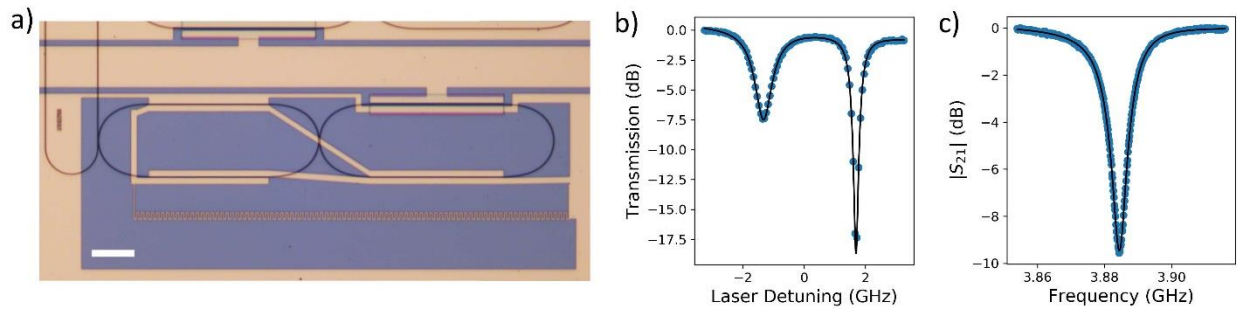 a)
b)
c)
0.0
−2.5
−5.0
−7.5
−10.0
−12.5
−15.0
−17.5
Transmission (dB)
−2 0 2
Laser Detuning (GHz)
0
−2
−4
−6
−8
−10
|S21| (dB)
3.86 3.88 3.90
Frequency (GHz)